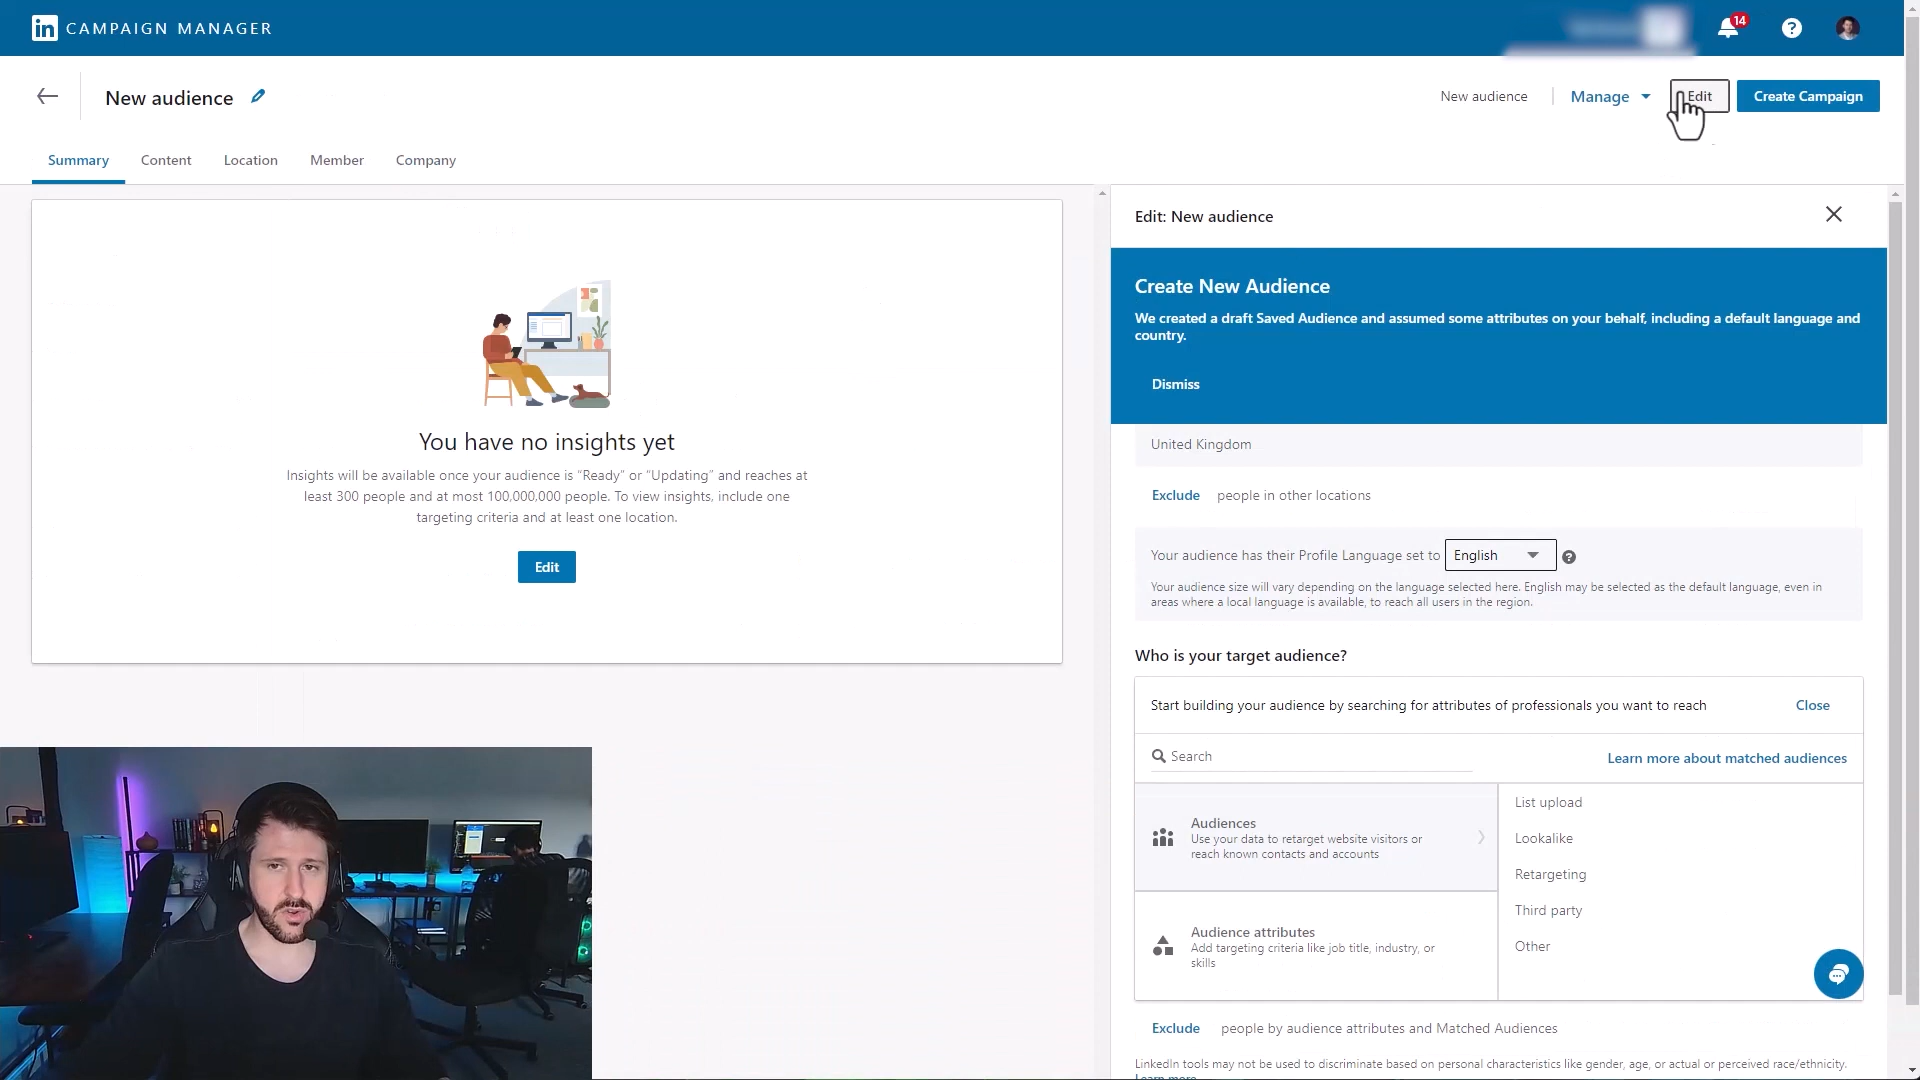 in CAMPAIGN MANAGER
14
?
New audience
New audience
Manage
Edit
Create Campaign
Summary
Content
Location
Member
Company
You have no insights yet
Insights will be available once your audience is “Ready” or “Updating” and reaches at
least 300 people and at most 100,000,000 people. To view insights, include one
targeting criteria and at least one location.
Edit
Edit: New audience
Create New Audience
We created a draft Saved Audience and assumed some attributes on your behalf, including a default language and
country.
Dismiss
United Kingdom
Exclude people in other locations
Your audience has their Profile Language set to English ?
Your audience size will vary depending on the language selected here. English may be selected as the default language, even in
areas where a local language is available, to reach all users in the region.
Who is your target audience?
Start building your audience by searching for attributes of professionals you want to reach
Close
Search
Learn more about matched audiences
Audiences
Use your data to retarget website visitors or
reach known contacts and accounts
Audience attributes
Add targeting criteria like job title, industry, or
skills
List upload
Lookalike
Retargeting
Third party
Other
Exclude people by audience attributes and Matched Audiences
LinkedIn tools may not be used to discriminate based on personal characteristics like gender, age, or actual or perceived race/ethnicity.
Learn more